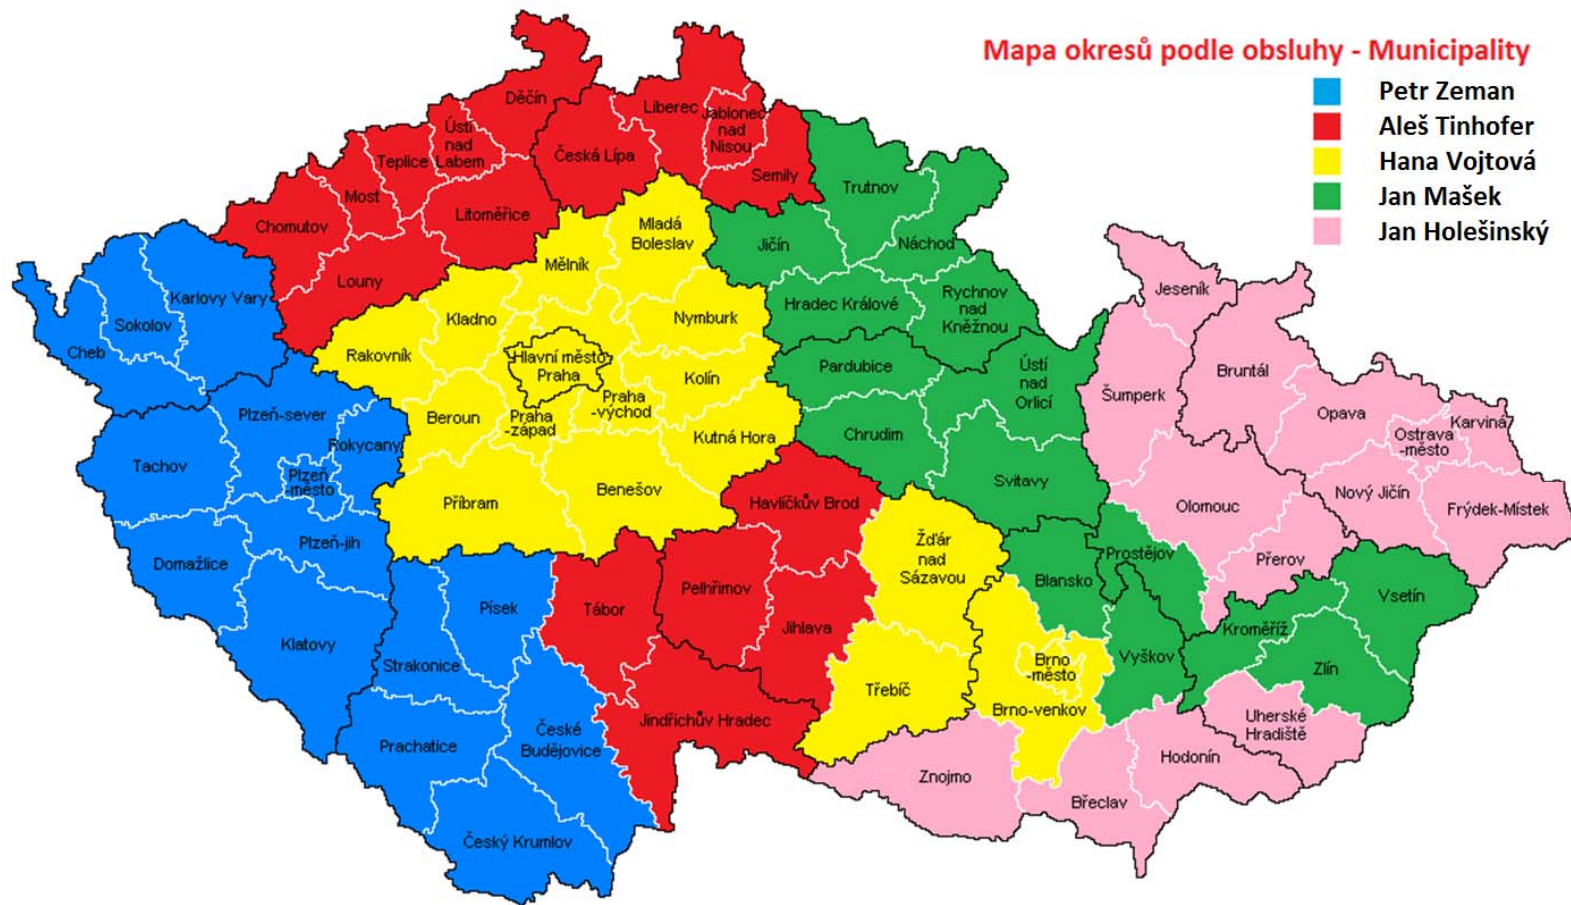 Mapa okresů podle obsluhy - Municipality
Petr Zeman
Aleš Tinhofer
Hana Vojtová
Jan Mašek
Jan Holešinský
Děčín
Liberec
Jablonec
nad
Nisou
Ústí
nad
Labem
Teplice
Česká Lípa
Semily
Most
Trutnov
Chomutov
Litoměřice
Mladá
Boleslav
Jičín
Náchod
Mělník
Louny
Jeseník
Karlovy Vary
Hradec Králové
Rychnov
nad
Kněžnou
Kladno
Nymburk
Sokolov
Cheb
Rakovník
Hlavní město
Praha
Pardubice
Ústí
nad
Orlicí
Bruntál
Kolín
Šumperk
Praha
-východ
Plzeň-sever
Beroun
Praha
-západ
Opava
Karviná
Ostrava
-město
Rokycany
Kutná Hora
Chrudim
Tachov
Plzeň
-město
Svitavy
Benešov
Příbram
Havlíčkův Brod
Olomouc
Nový Jičín
Frýdek-Místek
Plzeň-jih
Domažlice
Žďár
nad
Sázavou
Prostějov
Přerov
Blansko
Pelhřimov
Vsetín
Písek
Tábor
Jihlava
Kroměříž
Klatovy
Strakonice
Vyškov
Zlín
Brno
-město
Třebíč
Brno-venkov
Jindřichův Hradec
Uherské
Hradiště
České
Budějovice
Prachatice
Hodonín
Znojmo
Břeclav
Český Krumlov